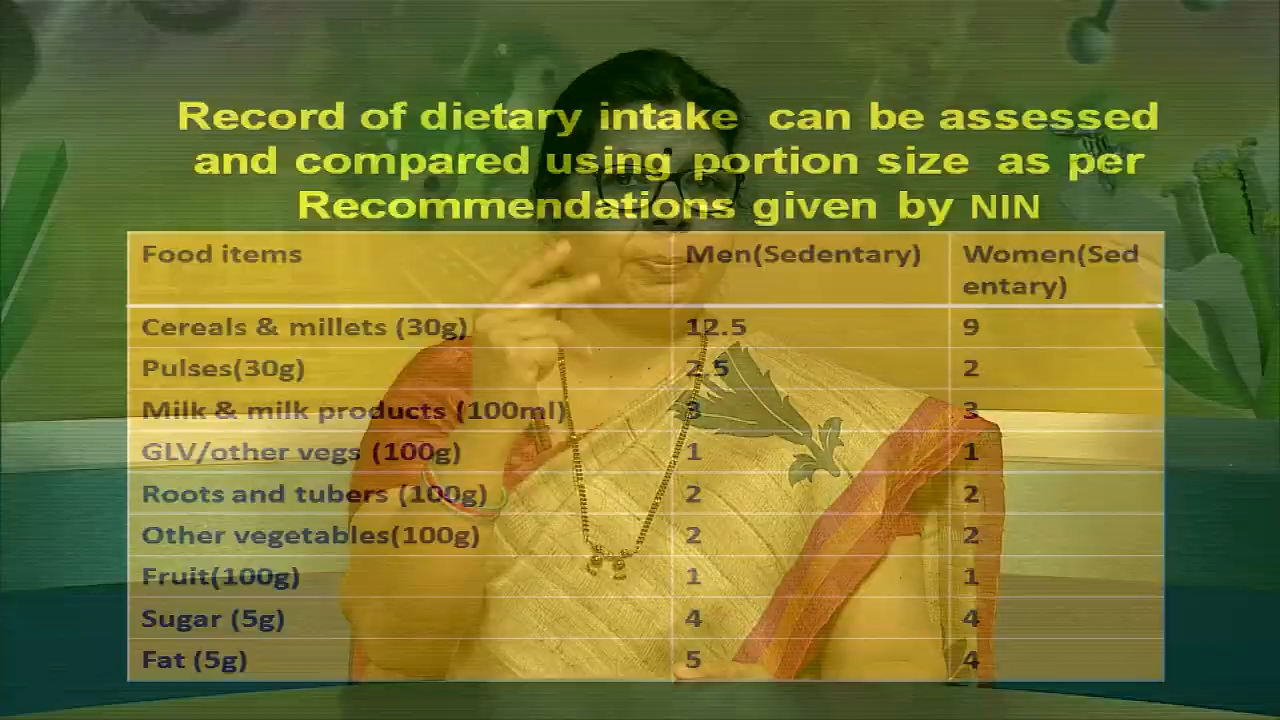 Record of dietary intake can be assessed
and compared using portion size as per
Recommendations given by NIN
Food items Men(Sedentary) Women(Sed
entary)
Cereals & millets (30g) 12.5 9
Pulses(30g) 2.5 2
Milk & milk products (100ml) 3 3
GLV/other vegs (100g) 1 1
Roots and tubers (100g) 2 2
Other vegetables(100g) 2 2
Fruit(100g) 1 1
Sugar (5g) 4 4
Fat (5g) 5 4